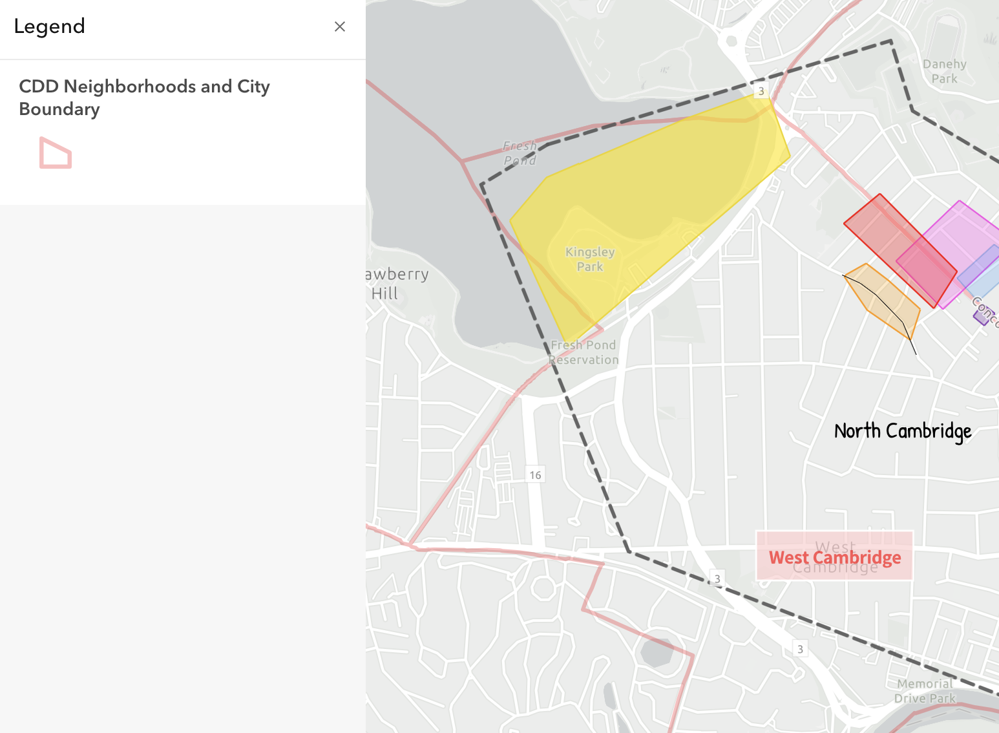 Legend
CDD Neighborhoods and City
Boundary
Danehy
Park
3
Fresh
Pond
Kingsley
Park
awberry
Hill
Conco
Fresh Pond
Reservation
North Cambridge
16
West
Cambridge
West Cambridge
3
3
Memorial
Drive Park